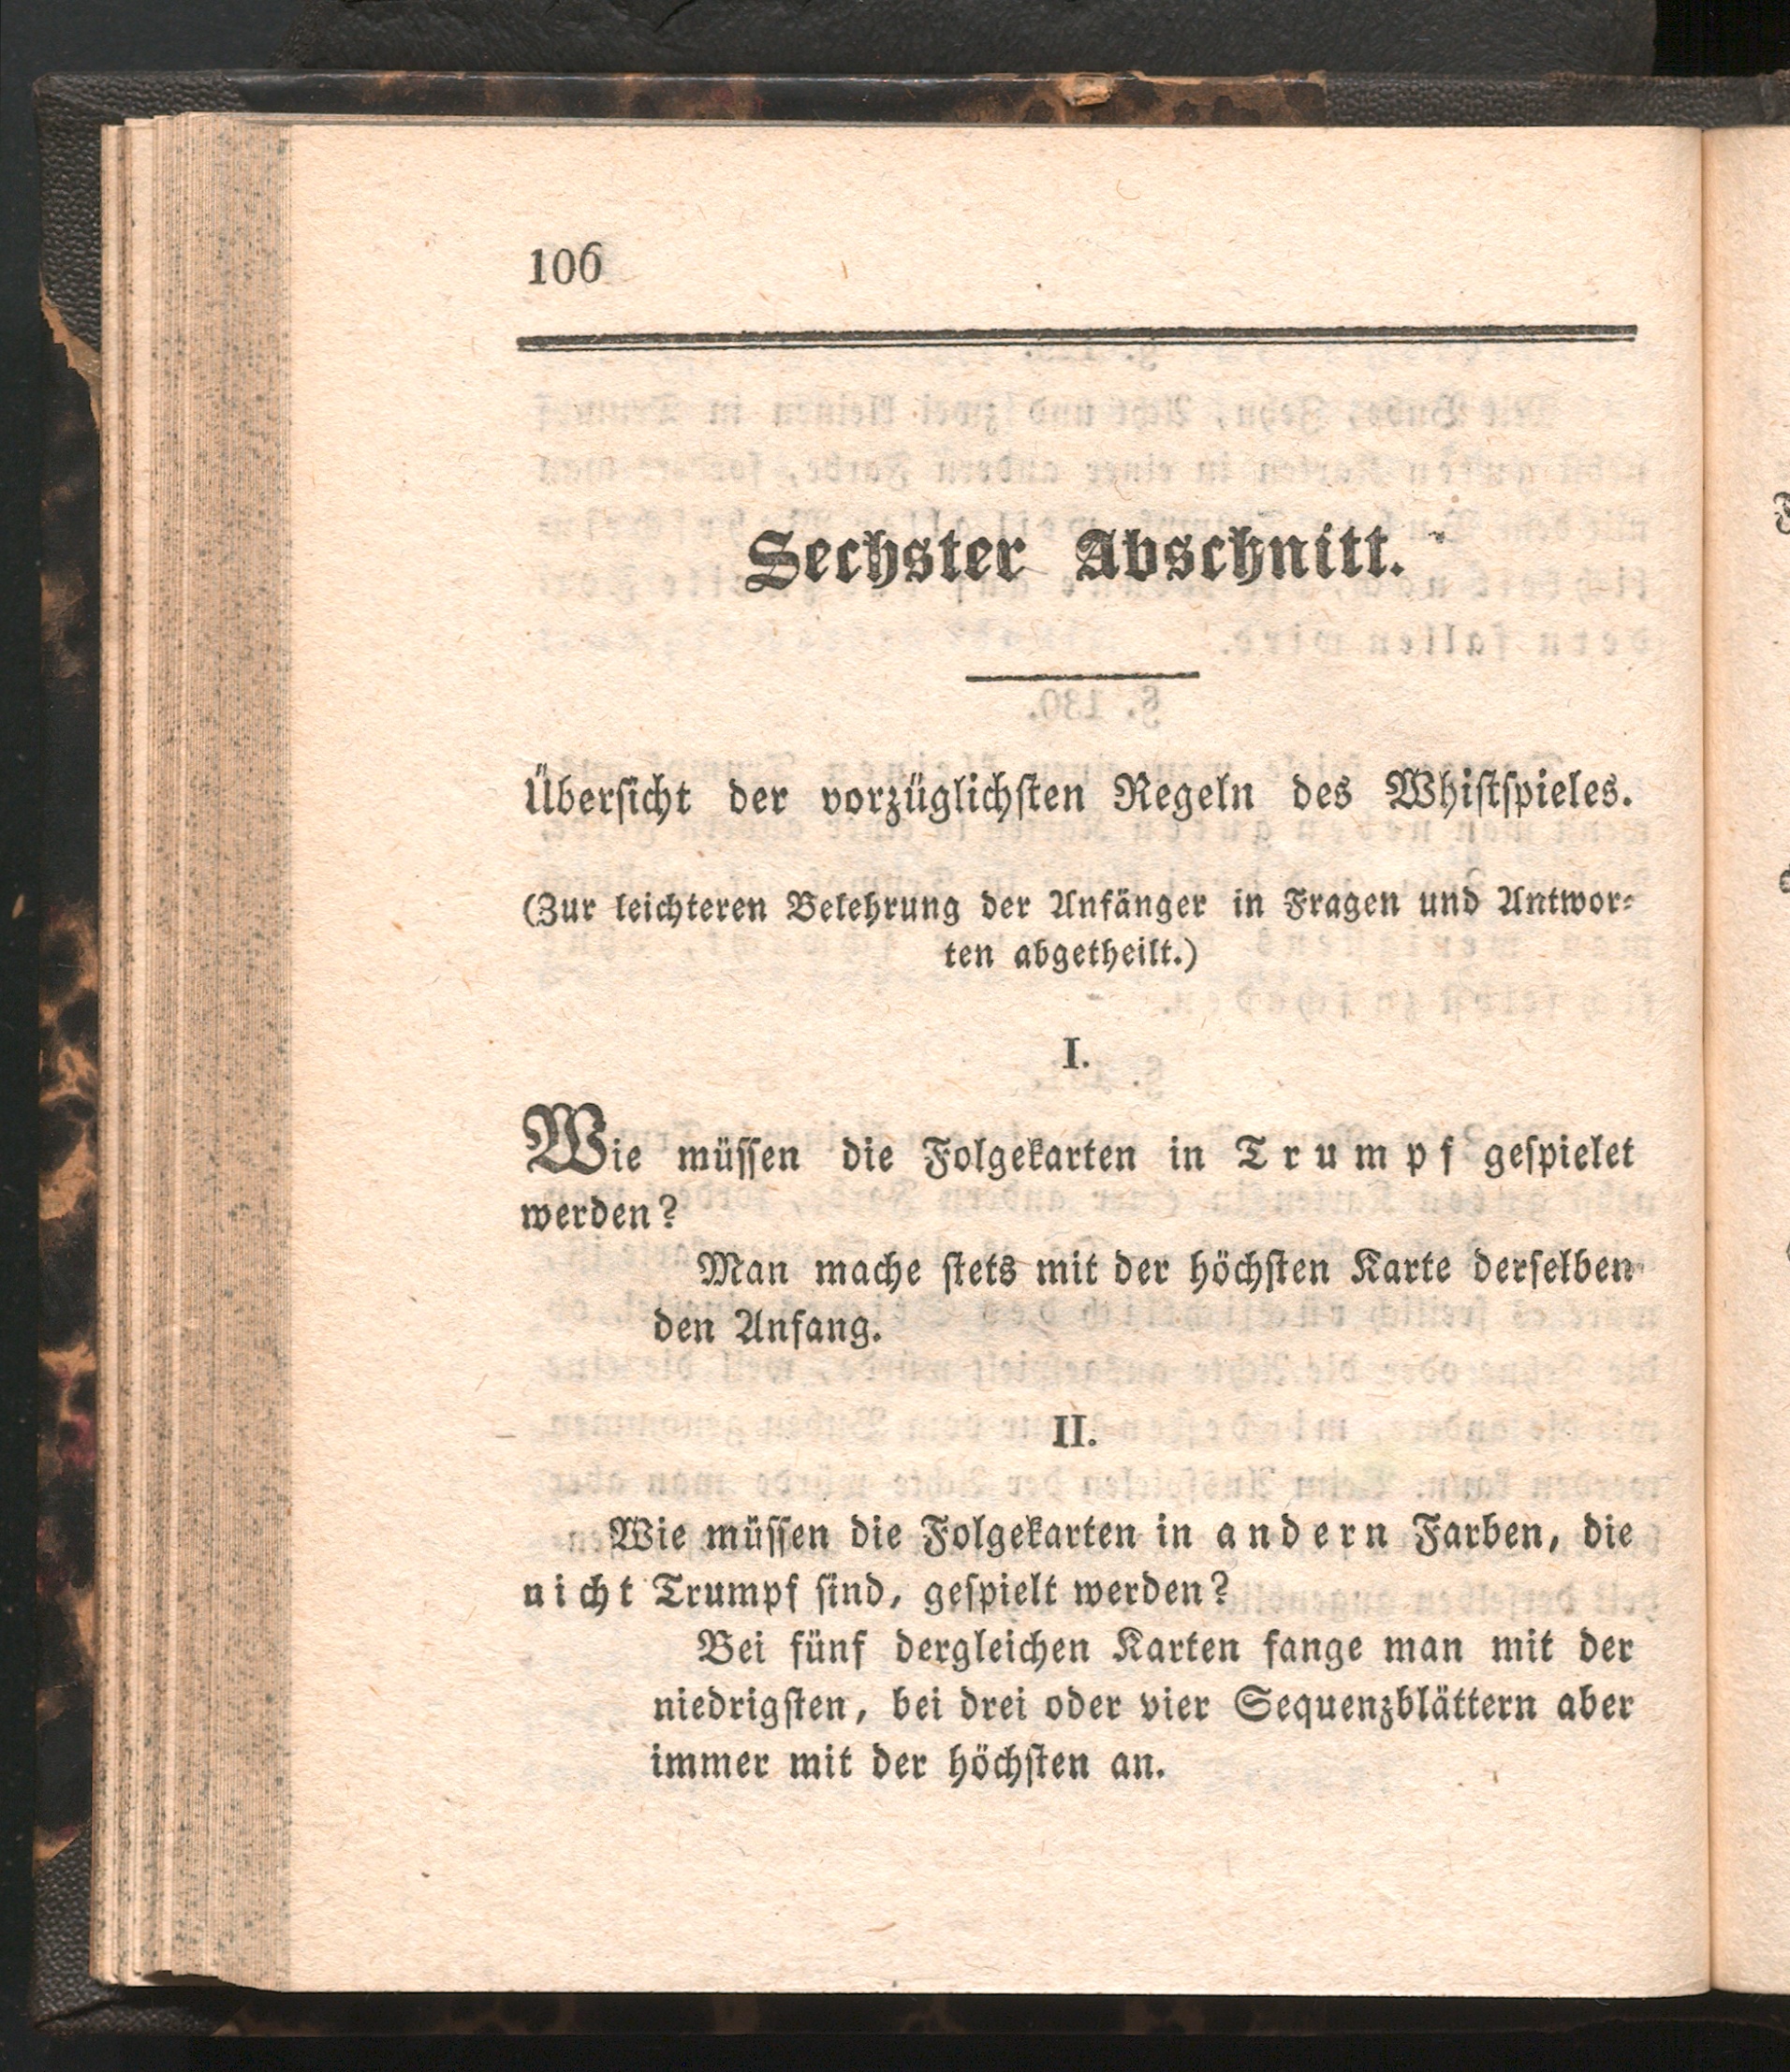 106
Sechster Abschnitt.
Überſicht der vorzüglichſten Regeln des Whiſtſpieles.
(Zur leichteren Belehrung der Anfänger in Fragen und Antwor⸗
ten abgetheilt.)
I.
Wie müſſen die Folgekarten in Trumpf geſpielet
werden?
Man mache ſtets mit der höchſten Karte derſelben
den Anfang.
II.
Wie müſſen die Folgekarten in andern Farben, die
nicht Trumpf ſind, geſpielt werden?
Bei fünf dergleichen Karten fange man mit der
niedrigſten, bei drei oder vier Sequenzblättern aber
immer mit der höchſten an.